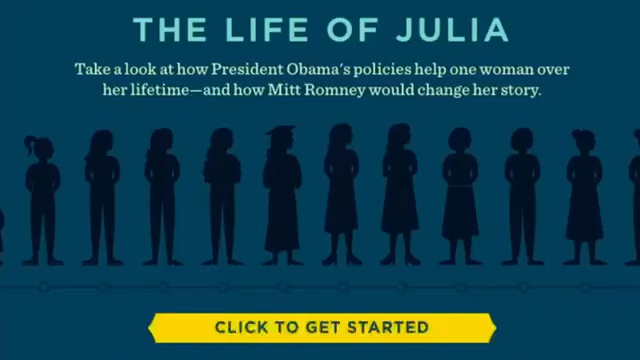 THE LIFE OF JULIA
Take a look at how President Obama's policies help one woman over
her lifetime—and how Mitt Romney would change her story.
CLICK TO GET STARTED